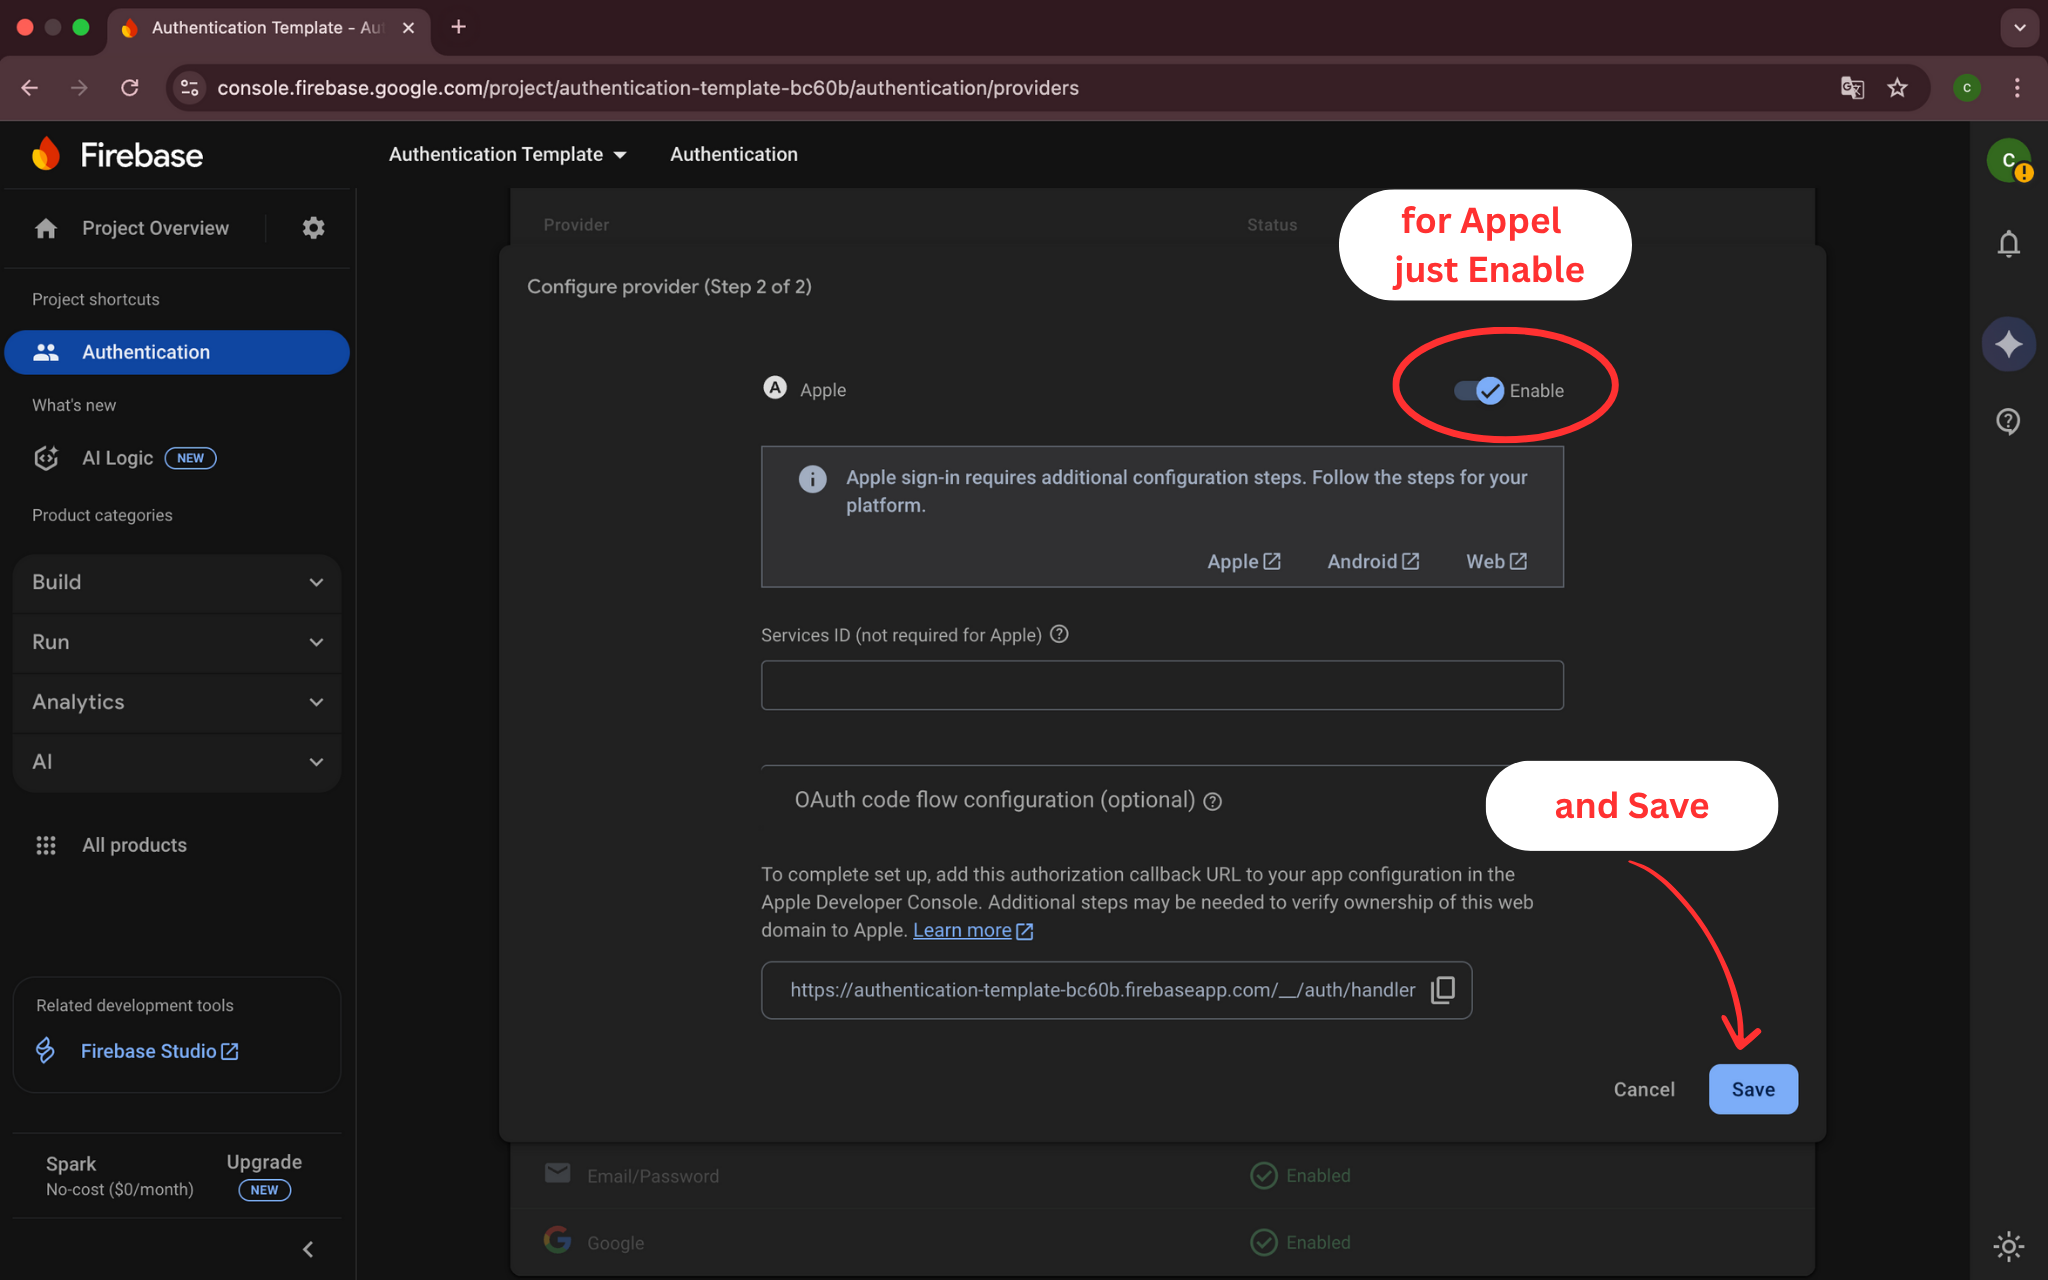 Authentication Template - Au
console.firebase.google.com/project/authentication-template-bc60b/authentication/providers
C
Firebase
Authentication Template
Authentication
C
Project Overview
Project shortcuts
Authentication
What's new
AI Logic NEW
Product categories
Build
Run
Analytics
AI
All products
Related development tools
Firebase Studio
Spark
No-cost ($0/month)
Upgrade
NEW
Provider
Status
for Appel
just Enable
Configure provider (Step 2 of 2)
A Apple
Enable
Apple sign-in requires additional configuration steps. Follow the steps for your
platform.
Apple Android Web
Services ID (not required for Apple)
OAuth code flow configuration (optional)
and Save
To complete set up, add this authorization callback URL to your app configuration in the
Apple Developer Console. Additional steps may be needed to verify ownership of this web
domain to Apple. Learn more
https://authentication-template-bc60b.firebaseapp.com/__/auth/handler
Cancel Save
Email/Password Enabled
Google Enabled